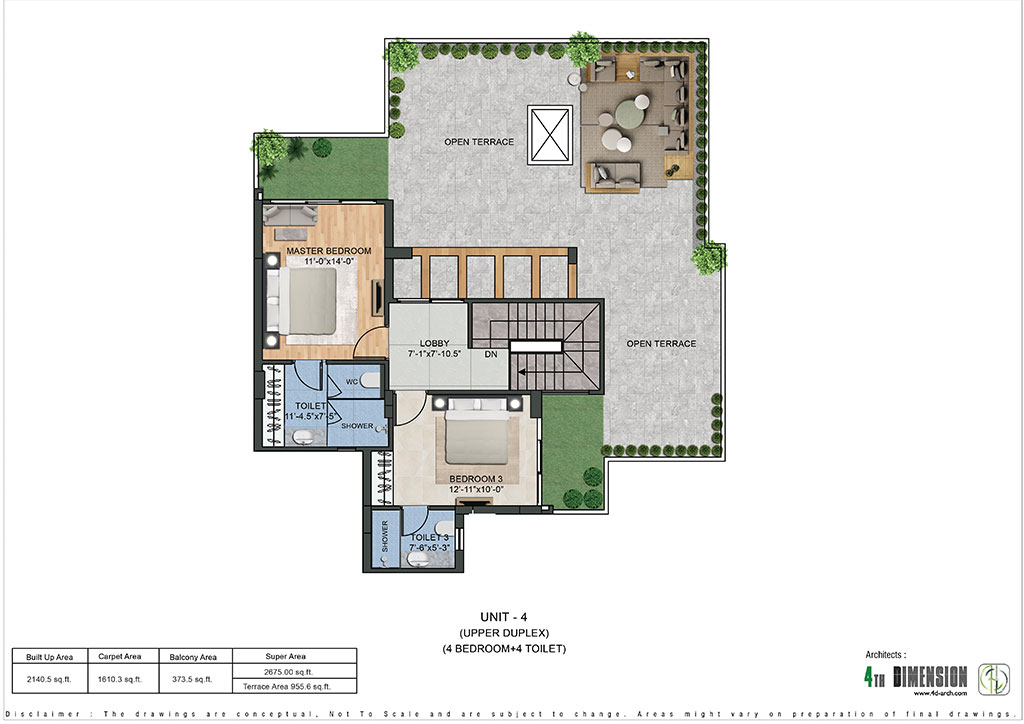 OPEN TERRACE
MASTER BEDROOM
11'-0"x14'-0"
LOBBY
7'-1"x7'-10.5"
DN
OPEN TERRACE
WC
TOILET
11'-4.5"x7'-5"
SHOWER
BEDROOM 3
12'-11"x10'-0"
SHOWER
TOILET 3
7'-6"x5'-3"
UNIT - 4
(UPPER DUPLEX)
(4 BEDROOM+4 TOILET)
Built Up Area Carpet Area Balcony Area Super Area
2140.5 sq.ft. 1610.3 sq.ft. 373.5 sq.ft. 2675.00 sq.ft.
Terrace Area 955.6 sq.ft.
Architects :
4TH DIMENSION
www.4d-arch.com
Disclaimer : The drawings are conceptual, Not To Scale and are subject to change. Areas might vary on preparation of final drawings.